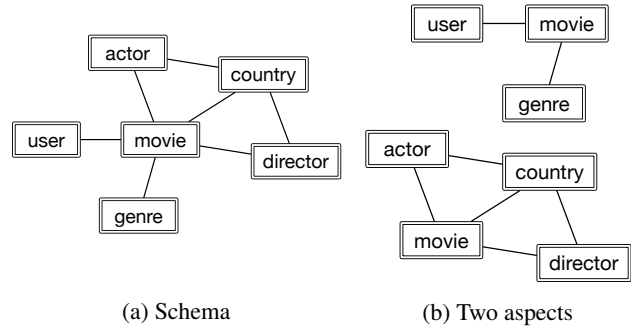 actor
country
user
movie
director
genre
(a) Schema
user
movie
genre
actor
country
movie
director
(b) Two aspects